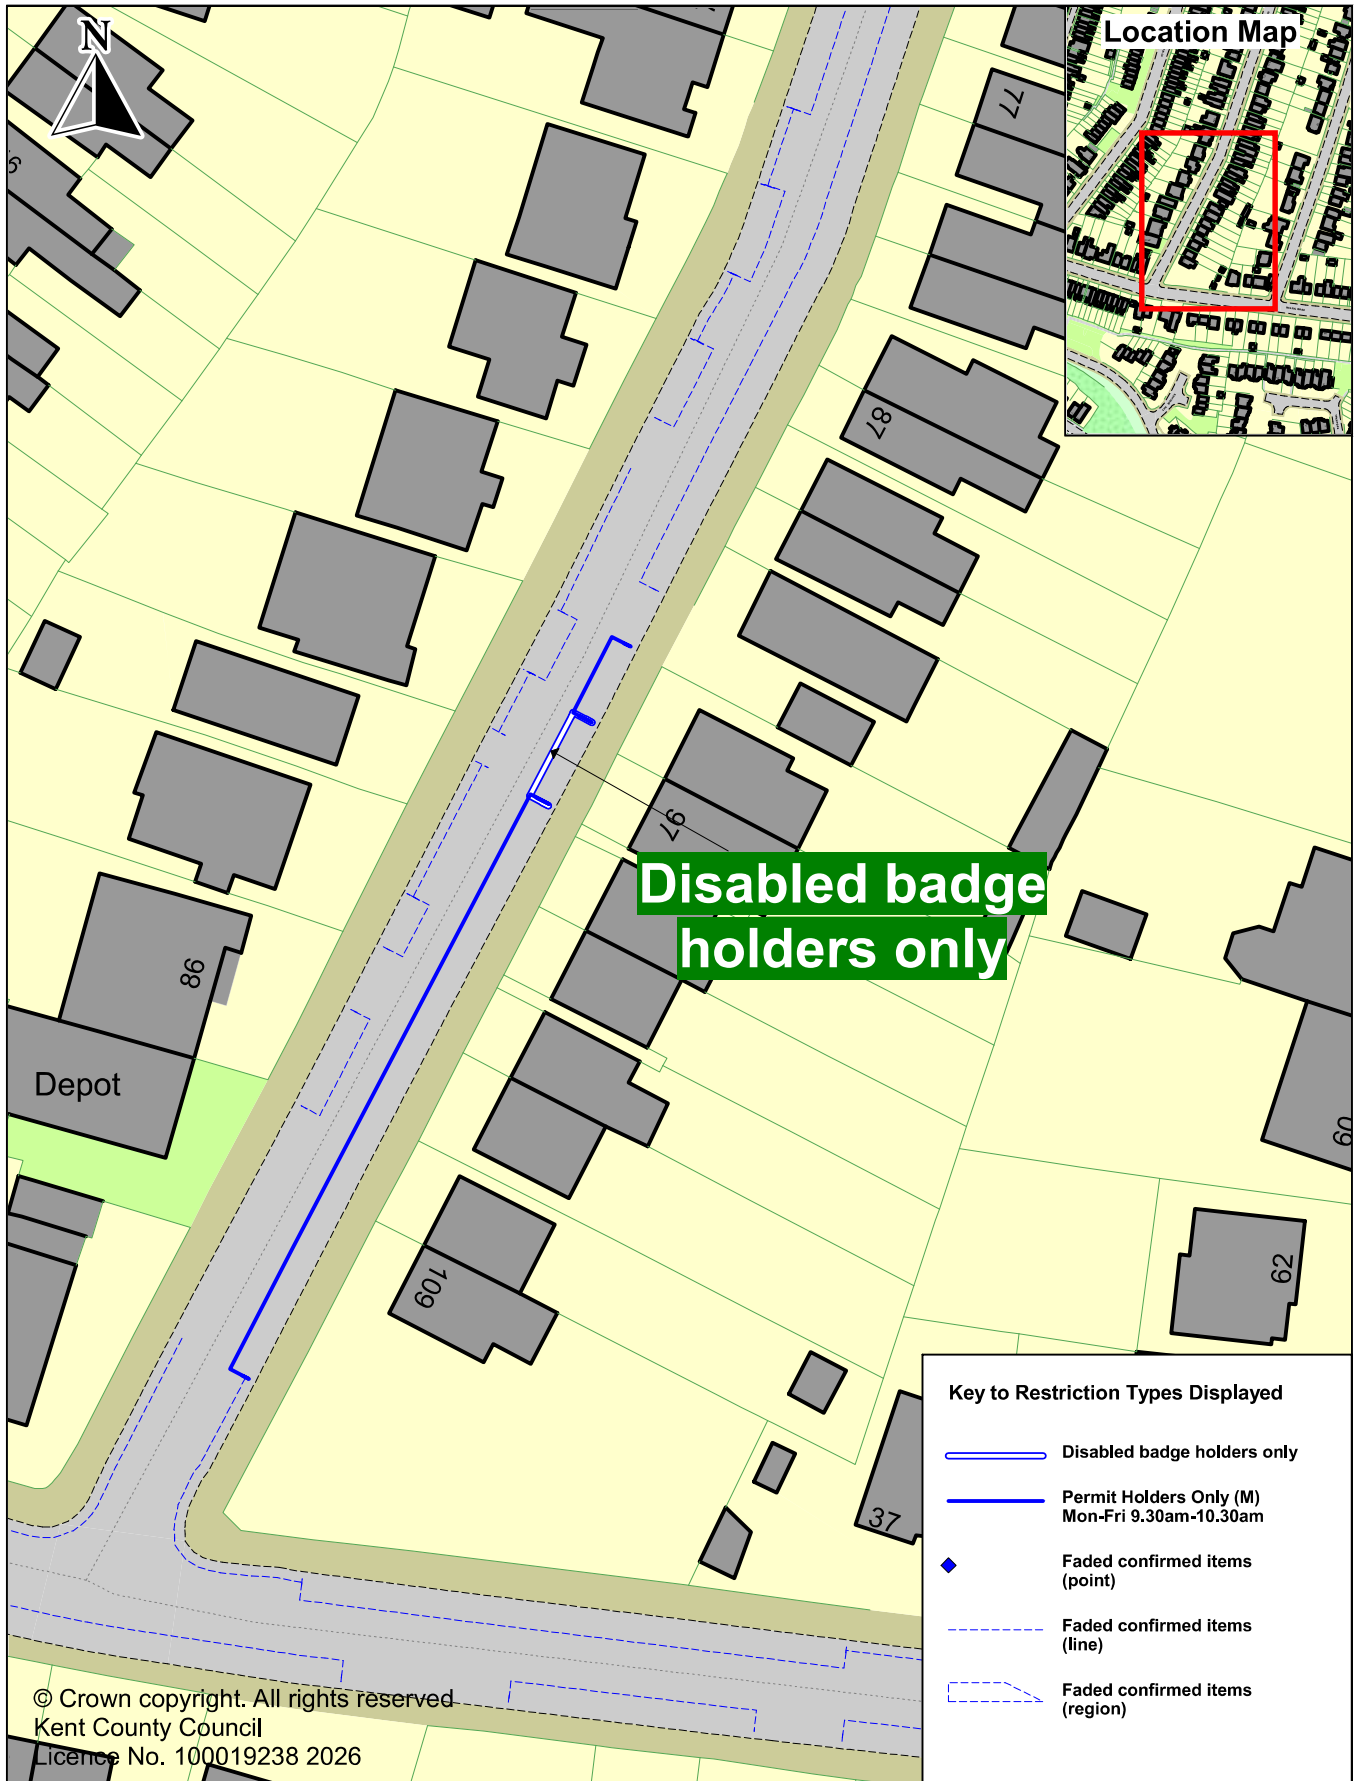 N
Location Map
77
87
97
Disabled badge
holders only
86
Depot
60
109
62
37
Key to Restriction Types Displayed
Disabled badge holders only
Permit Holders Only (M)
Mon-Fri 9.30am-10.30am
Faded confirmed items
(point)
Faded confirmed items
(line)
Faded confirmed items
(region)
© Crown copyright. All rights reserved
Kent County Council
Licence No. 100019238 2026